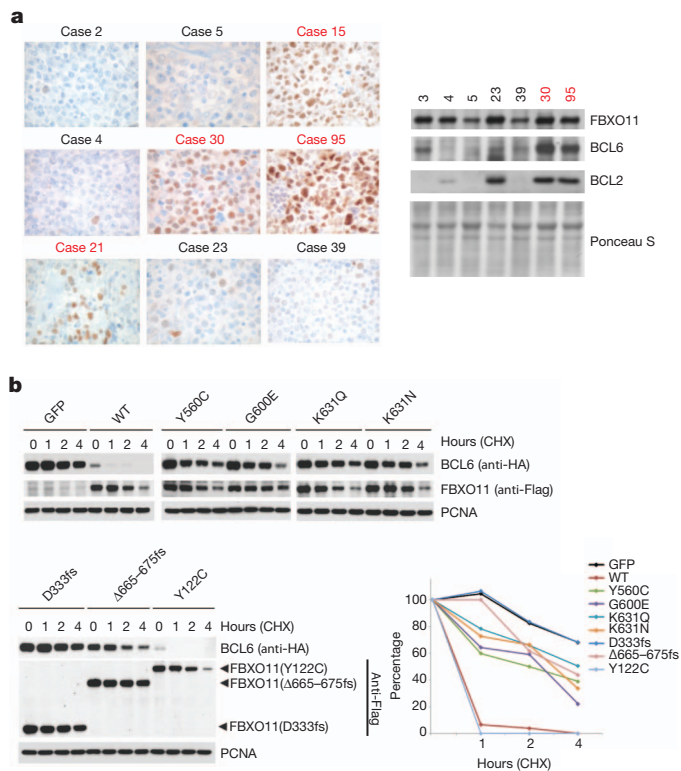 a
Case 2 Case 5 Case 15
Case 4 Case 30 Case 95
Case 21 Case 23 Case 39
3 4 5 23 39 30 95
FBXO11
BCL6
BCL2
Ponceau S
b
GFP WT Y560C G600E K631Q K631N
0 1 2 4 0 1 2 4 0 1 2 4 0 1 2 4 0 1 2 4 0 1 2 4 Hours (CHX)
BCL6 (anti-HA)
FBXO11 (anti-Flag)
PCNA
D333fs Δ665–675fs Y122C
0 1 2 4 0 1 2 4 0 1 2 4 Hours (CHX)
BCL6 (anti-HA)
FBXO11(Y122C)
FBXO11(Δ665–675fs)
FBXO11(D333fs)
Anti-Flag
PCNA
Percentage
100
80
60
40
20
0
1 2 4
Hours (CHX)
GFP
WT
Y560C
G600E
K631Q
K631N
D333fs
Δ665–675fs
Y122C